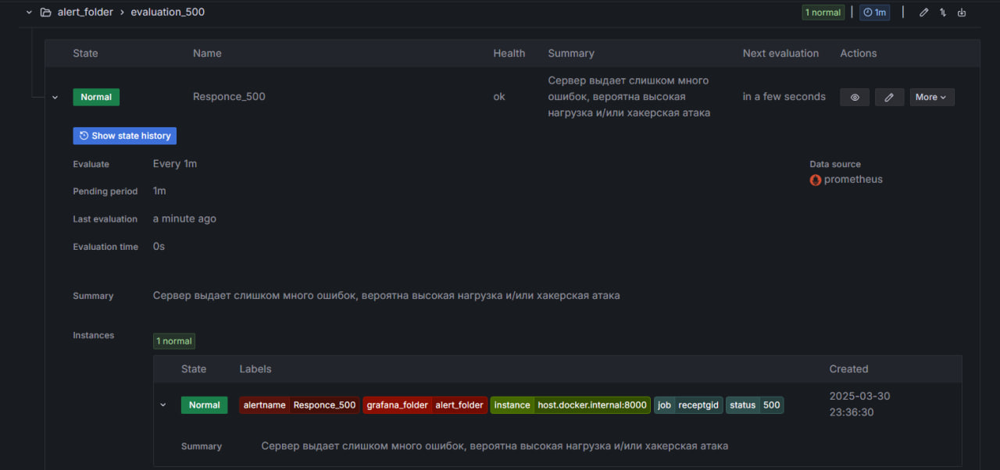 alert_folder > evaluation_500 1 normal | 1m |
State Name Health Summary Next evaluation Actions
Normal Responce_500 ok Сервер выдает слишком много ошибок, вероятна высокая нагрузка и/или хакерская атака in a few seconds More
Show state history
Evaluate Every 1m
Data source
prometheus
Pending period 1m
Last evaluation a minute ago
Evaluation time 0s
Summary Сервер выдает слишком много ошибок, вероятна высокая нагрузка и/или хакерская атака
Instances
1 normal
State Labels Created
Normal alertname Responce_500 grafana_folder alert_folder instance host.docker.internal:8000 job receptgid status 500 2025-03-30 23:36:30
Summary Сервер выдает слишком много ошибок, вероятна высокая нагрузка и/или хакерская атака